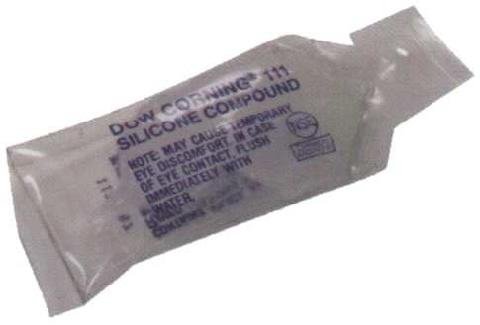 DOW CORNING® 111
SILICONE COMPOUND
NOTE, MAY CAUSE TEMPORARY
EYE DISCOMFORT. IN CASE
OF EYE CONTACT, FLUSH
IMMEDIATELY WITH
WATER.
NSF